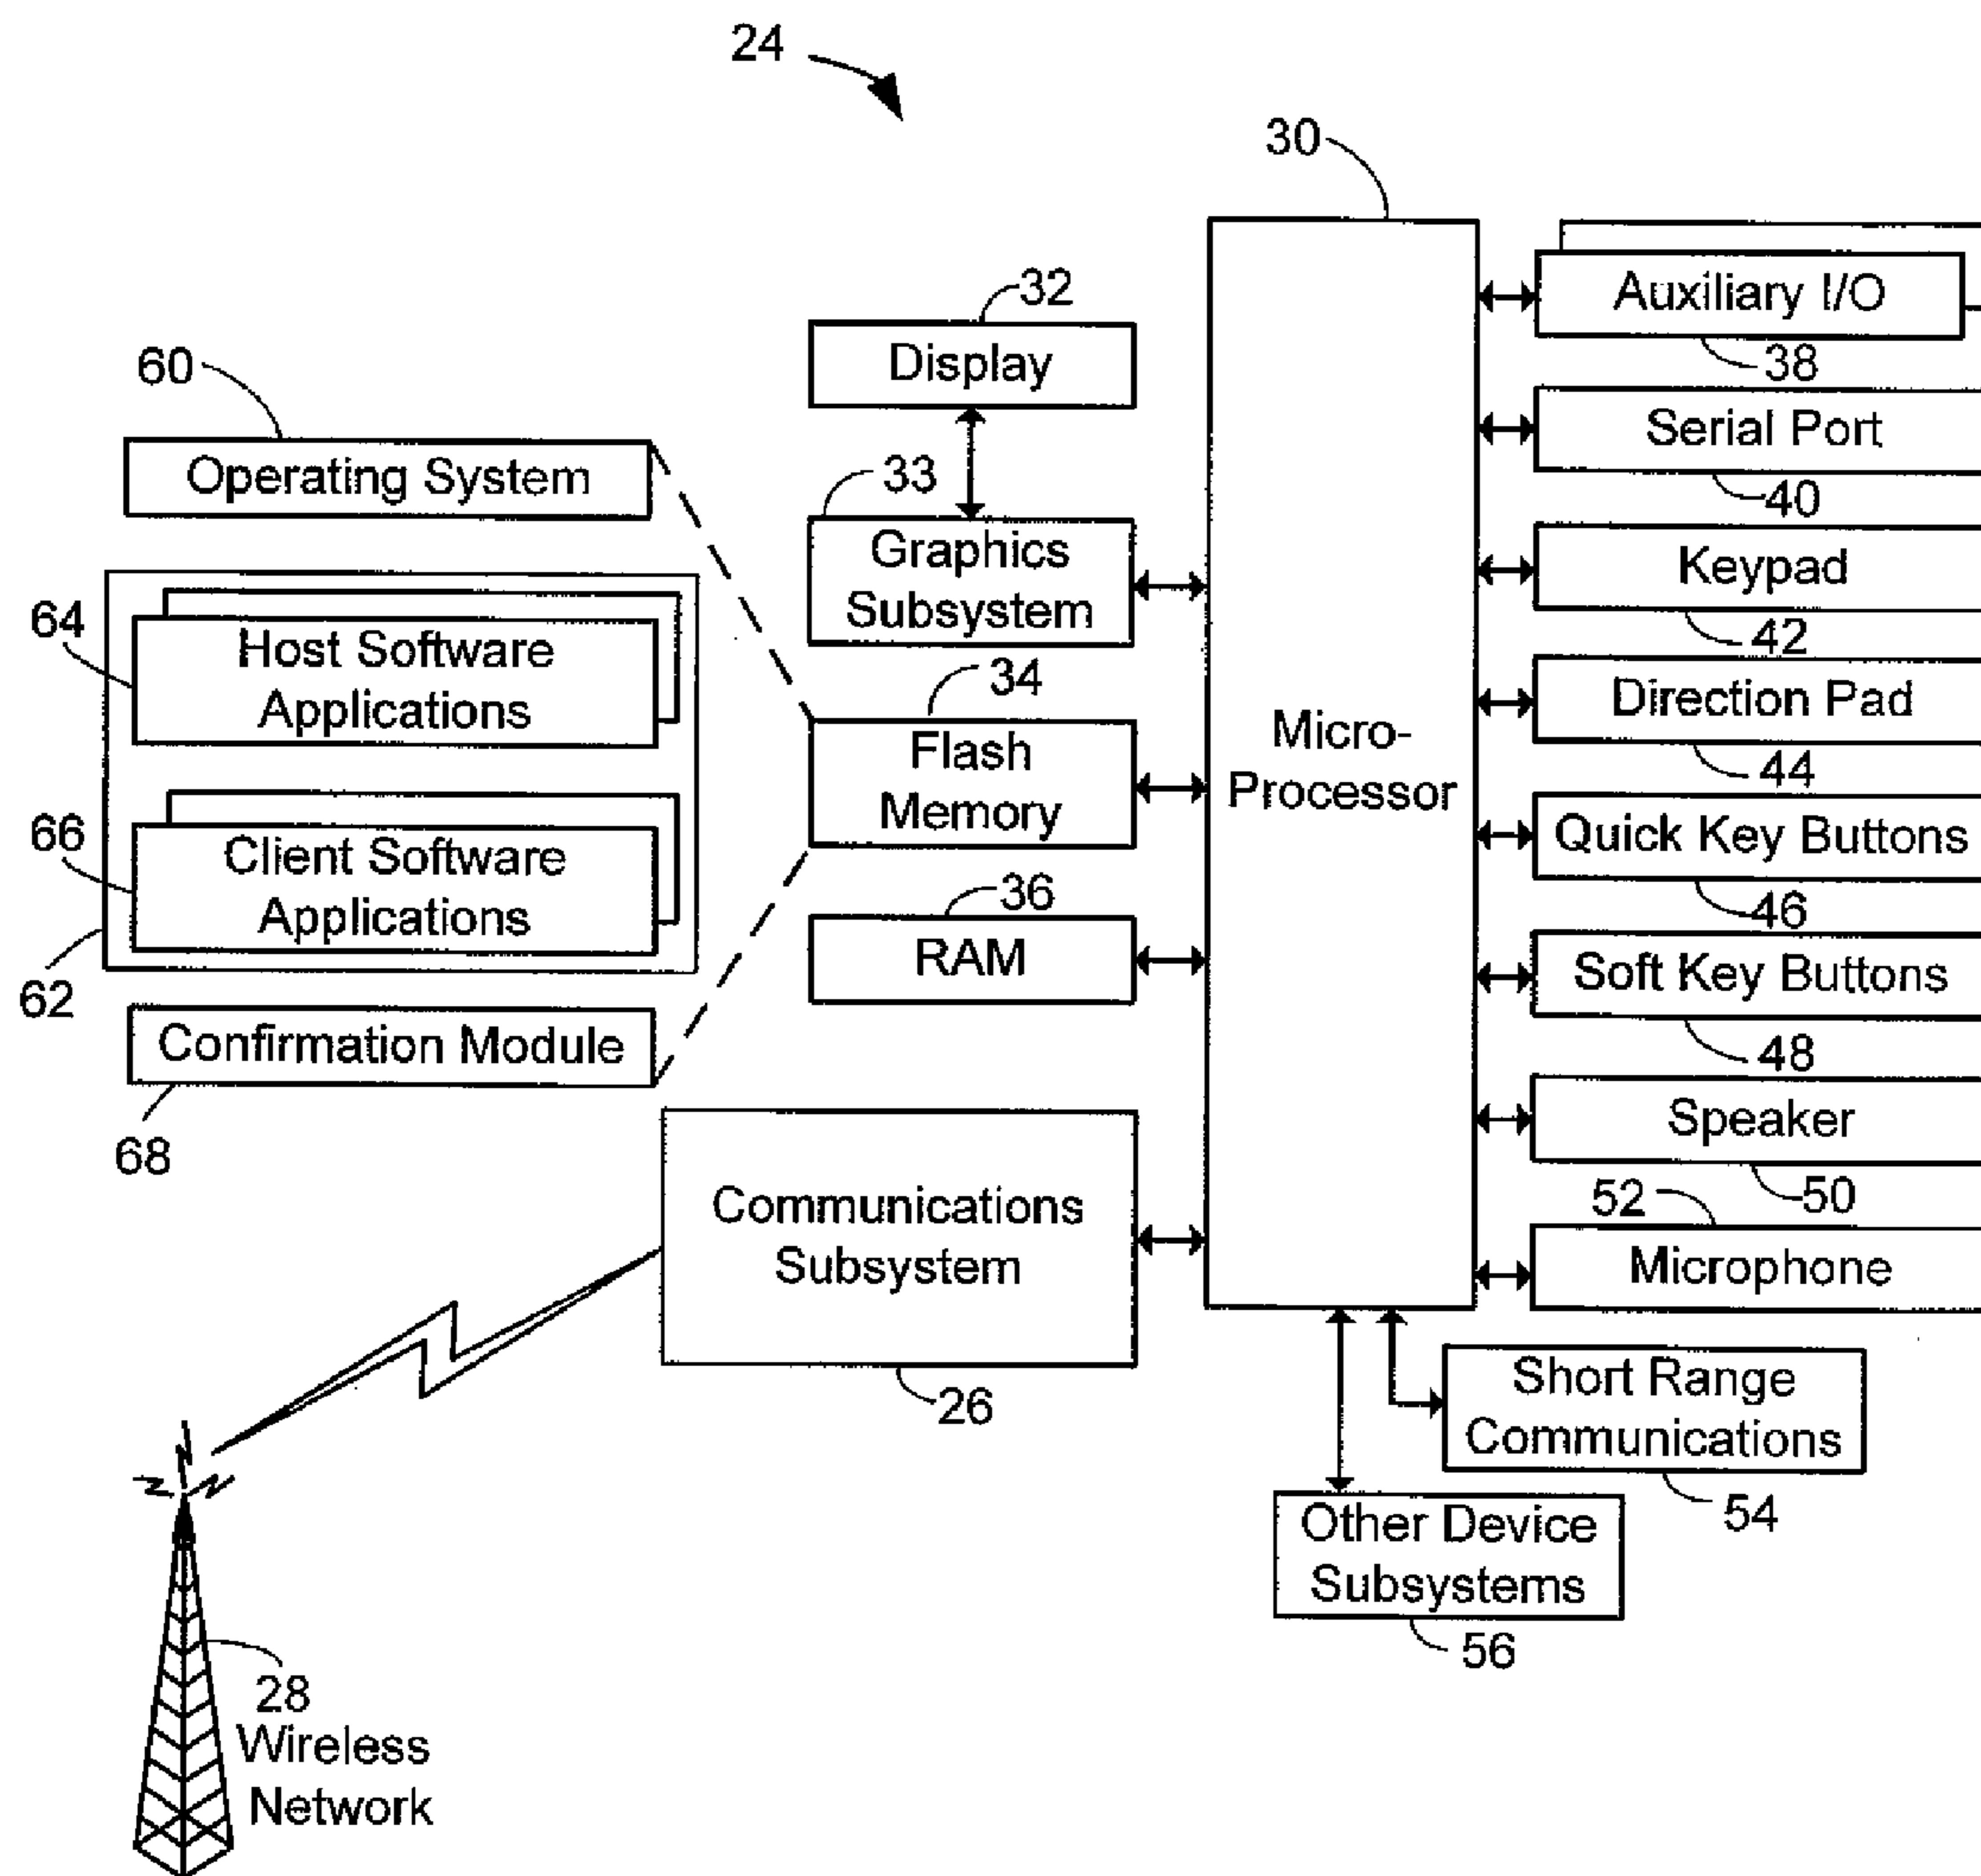 24
30
32
Display
33
Graphics
Subsystem
34
Flash
Memory
36
RAM
60
Operating System
64
Host Software
Applications
66
Client Software
Applications
62
Confirmation Module
68
Communications
Subsystem
26
28
Wireless
Network
Micro-
Processor
Auxiliary I/O
38
Serial Port
40
Keypad
42
Direction Pad
44
Quick Key Buttons
46
Soft Key Buttons
48
Speaker
50
52
Microphone
Short Range
Communications
54
Other Device
Subsystems
56